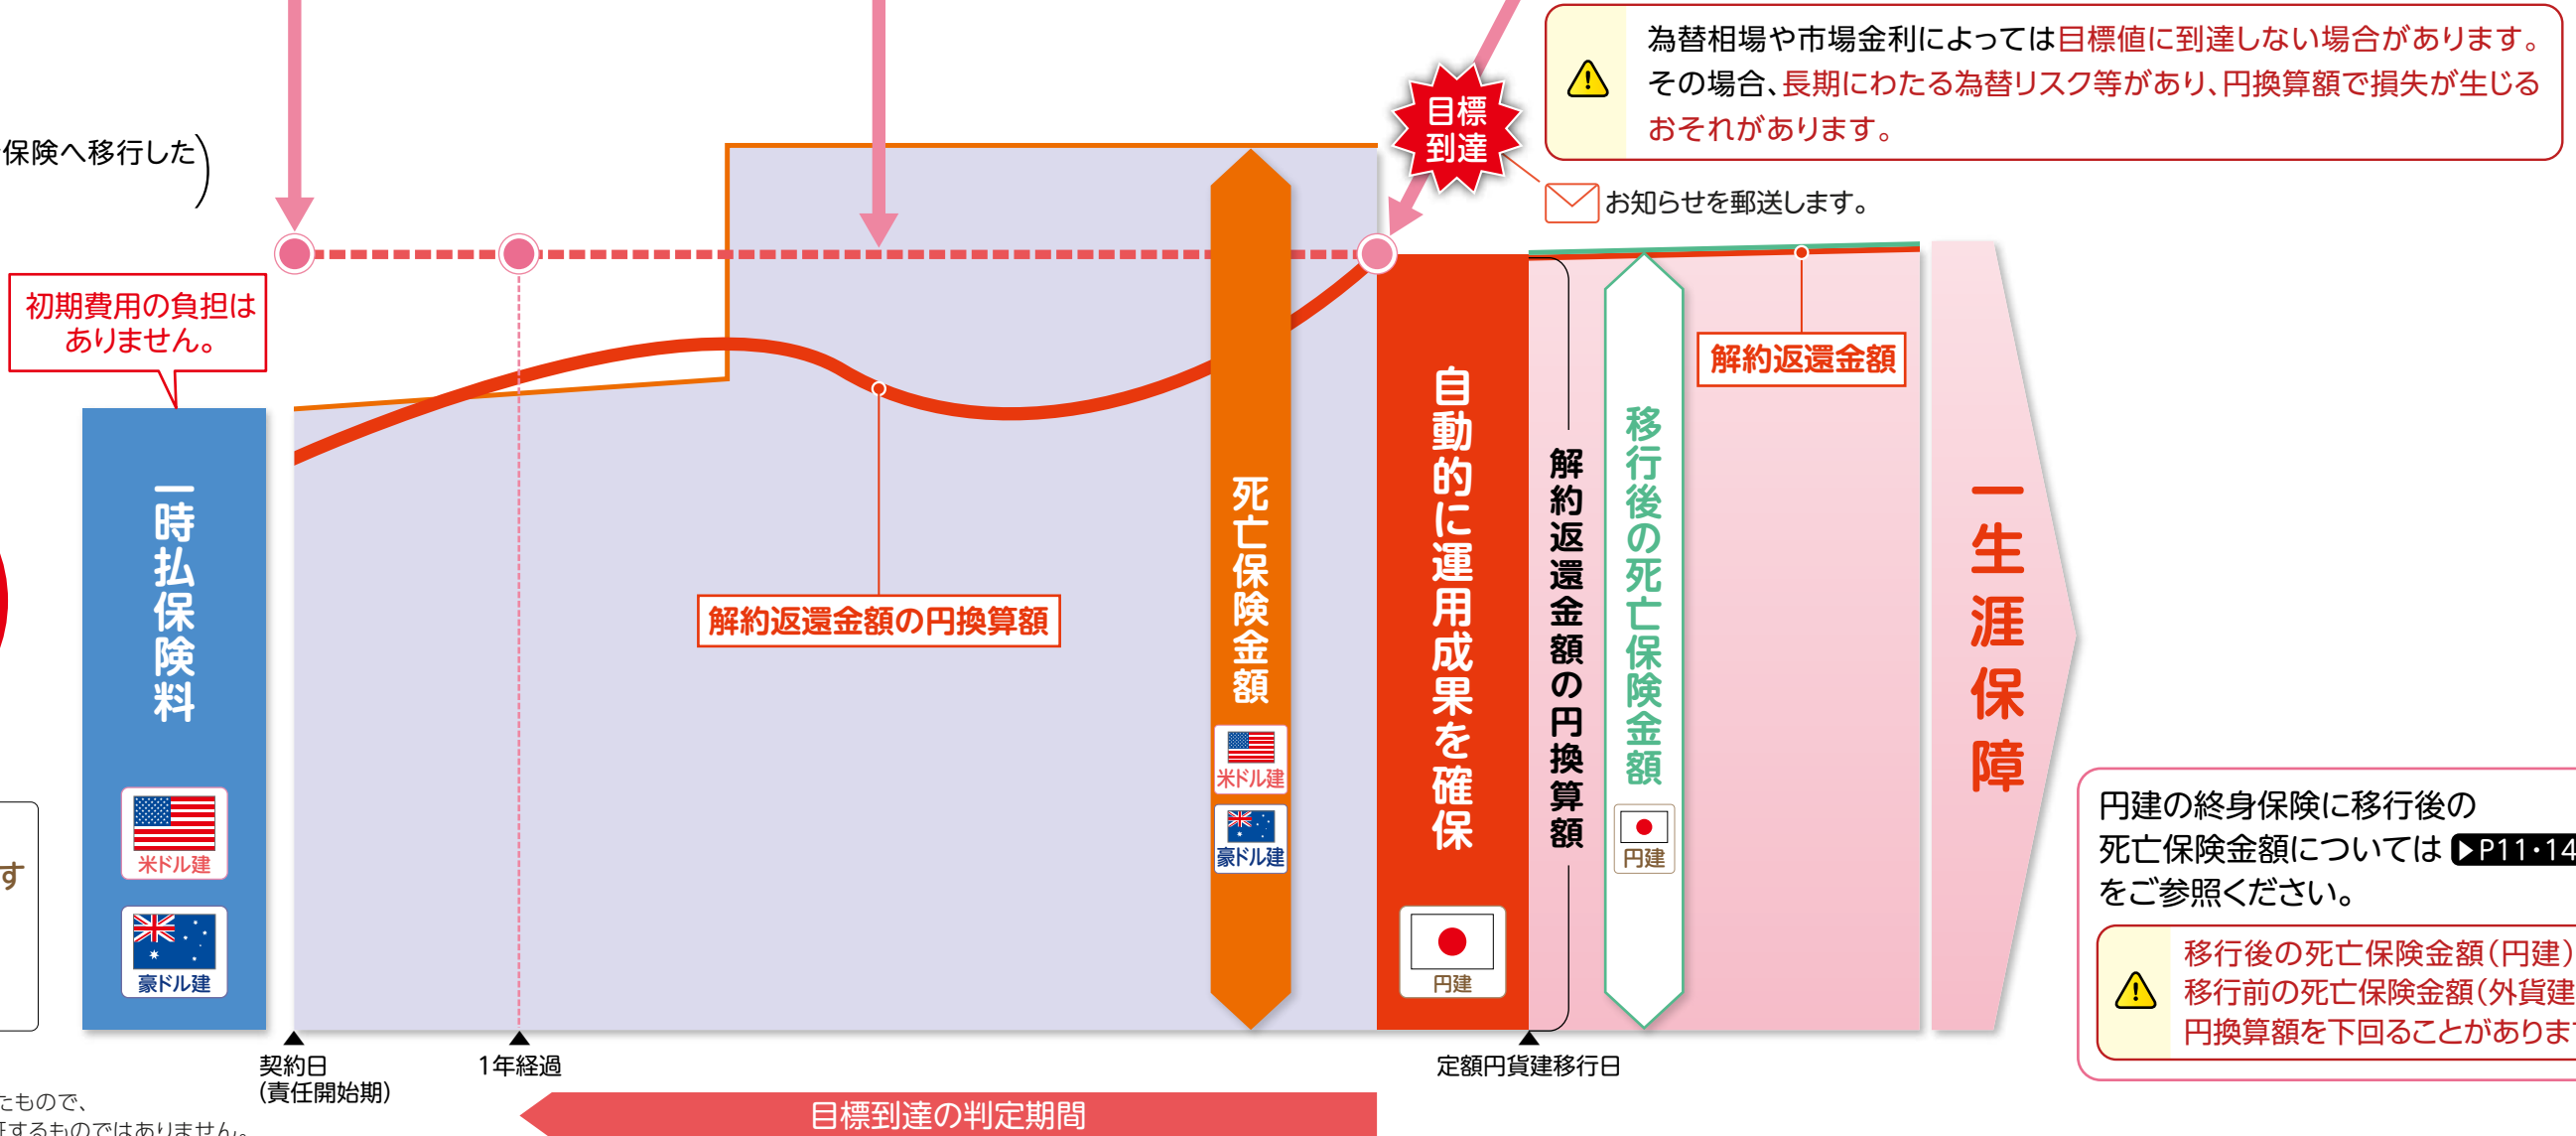 為替相場や市場金利によっては目標値に到達しない場合があります。
その場合、長期にわたる為替リスク等があり、円換算額で損失が生じる
おそれがあります。
目標
到達
お知らせを郵送します。
保険へ移行した
初期費用の負担は
ありません。
一時払保険料
米ドル建
豪ドル建
解約返還金額の円換算額
死亡保険金額
米ドル建
豪ドル建
自動的に運用成果を確保
円建
解約返還金額の円換算額
移行後の死亡保険金額
円建
解約返還金額
一生涯保障
す
円建の終身保険に移行後の
死亡保険金額については ▶P11・14
をご参照ください。
移行後の死亡保険金額（円建）
移行前の死亡保険金額（外貨建
円換算額を下回ることがありま
契約日
(責任開始期)
1年経過
定額円貨建移行日
目標到達の判定期間
たもので、
するものではありません。